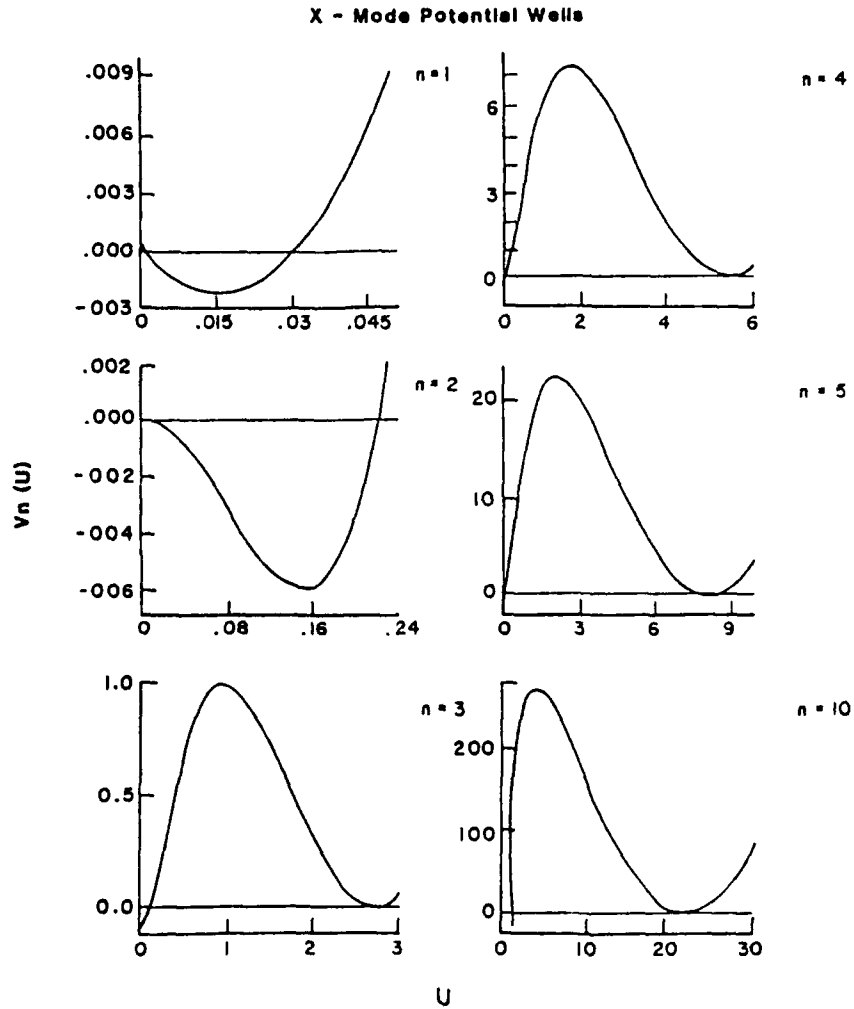 X - Mode Potential Wells
n = 1
.009
.006
.003
.000
-003
0 .015 .03 .045
n = 4
6
3
0
0 2 4 6
n = 2
.002
.000
-002
-004
-006
0 .08 .16 .24
n = 5
20
10
0
0 3 6 9
n = 3
1.0
0.5
0.0
0 1 2 3
n = 10
200
100
0
0 10 20 30
Vn (U)
U